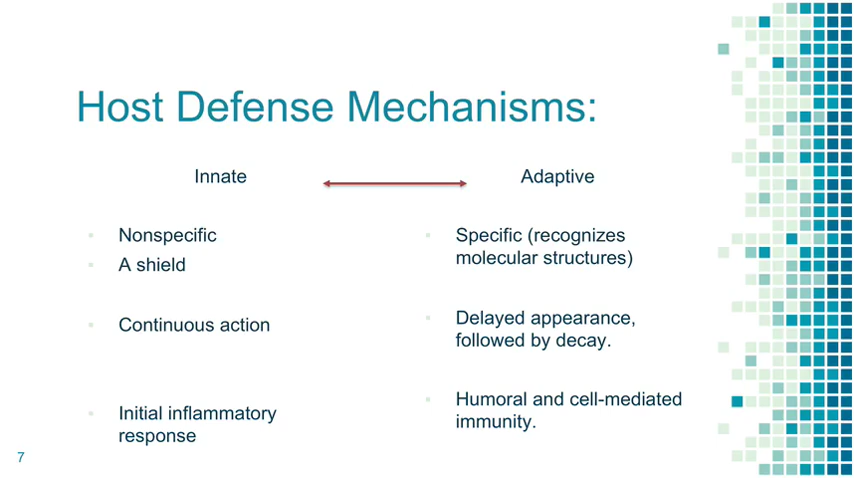 Host Defense Mechanisms:
Innate
Nonspecific
A shield
Continuous action
Initial inflammatory
response
Adaptive
Specific (recognizes
molecular structures)
Delayed appearance,
followed by decay.
Humoral and cell-mediated
immunity.
7